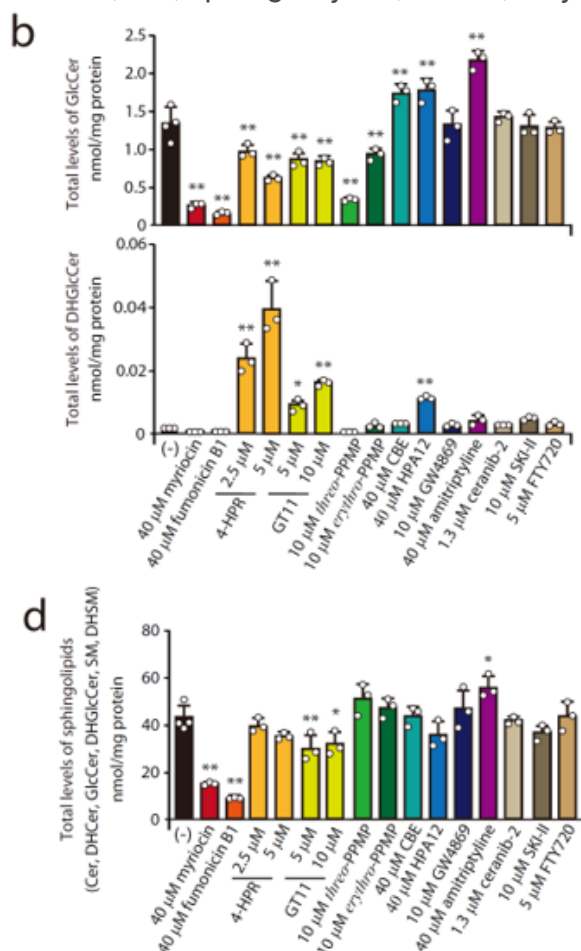 b
Total levels of GlcCer
nmol/mg protein
2.5
2.0
1.5
1.0
0.5
0
** ** ** ** ** ** ** ** ** ** **
Total levels of DHGlcCer
nmol/mg protein
0.06
0.04
0.02
0
** ** * ** **
(-)
40 μM myriocin
40 μM fumonicin B1
2.5 μM
5 μM
4-HPR
5 μM
10 μM
GT11
10 μM threo-PPMP
10 μM erythro-PPMP
40 μM CBE
40 μM HPA12
10 μM GW4869
40 μM amitriptyline
1.3 μM ceranib-2
10 μM SKI-II
5 μM FTY720
d
Total levels of sphingolipids
(Cer, DHCer, GlcCer, DHGlcCer, SM, DHSM)
nmol/mg protein
80
60
40
20
0
** ** ** * *
(-)
40 μM myriocin
40 μM fumonicin B1
2.5 μM
5 μM
4-HPR
5 μM
10 μM
GT11
10 μM threo-PPMP
10 μM erythro-PPMP
40 μM CBE
40 μM HPA12
10 μM GW4869
40 μM amitriptyline
1.3 μM ceranib-2
10 μM SKI-II
5 μM FTY720